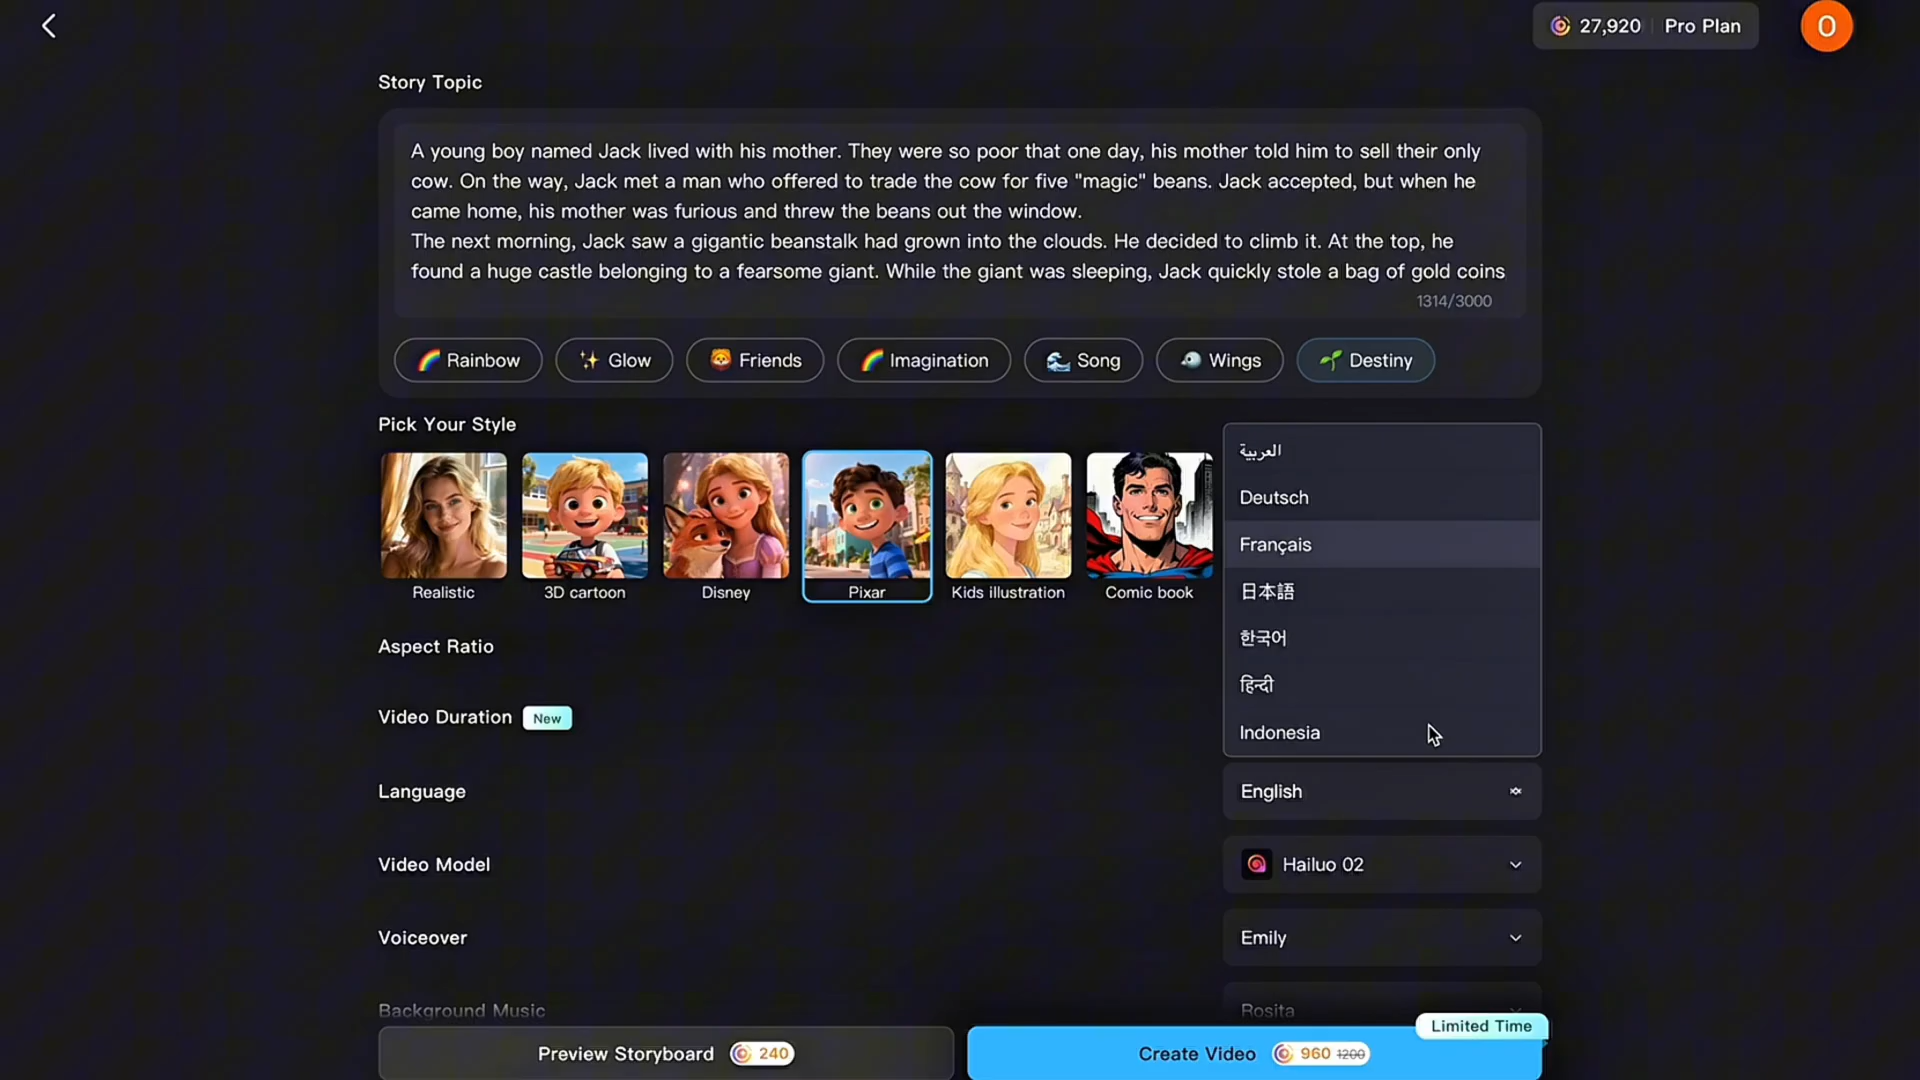 27,920 Pro Plan O
Story Topic
A young boy named Jack lived with his mother. They were so poor that one day, his mother told him to sell their only
cow. On the way, Jack met a man who offered to trade the cow for five "magic" beans. Jack accepted, but when he
came home, his mother was furious and threw the beans out the window.
The next morning, Jack saw a gigantic beanstalk had grown into the clouds. He decided to climb it. At the top, he
found a huge castle belonging to a fearsome giant. While the giant was sleeping, Jack quickly stole a bag of gold coins
1314/3000
Rainbow Glow Friends Imagination Song Wings Destiny
Pick Your Style
Realistic 3D cartoon Disney Pixar Kids illustration Comic book
العربية
Deutsch
Français
日本語
한국어
हिन्दी
Indonesia
Aspect Ratio
Video Duration New
Language English
Video Model Hailuo 02
Voiceover Emily
Background Music Rosita
Limited Time
Preview Storyboard 240 Create Video 960 1200